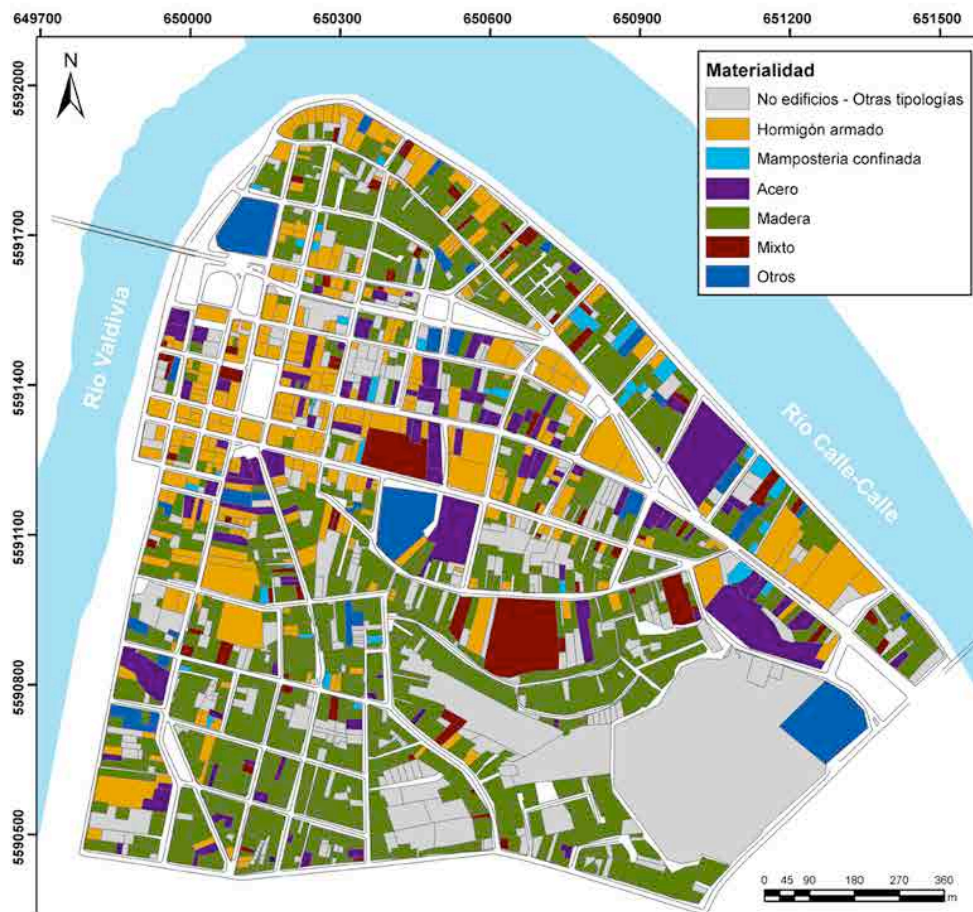 649700 650000 650300 650600 650900 651200 651500
5592000
5591700
5591400
5591100
5590800
5590500
N
Materialidad
No edificios - Otras tipologías
Hormigón armado
Mampostería confinada
Acero
Madera
Mixto
Otros
Río Valdivia
Río Calle-Calle
0 45 90 180 270 360
m